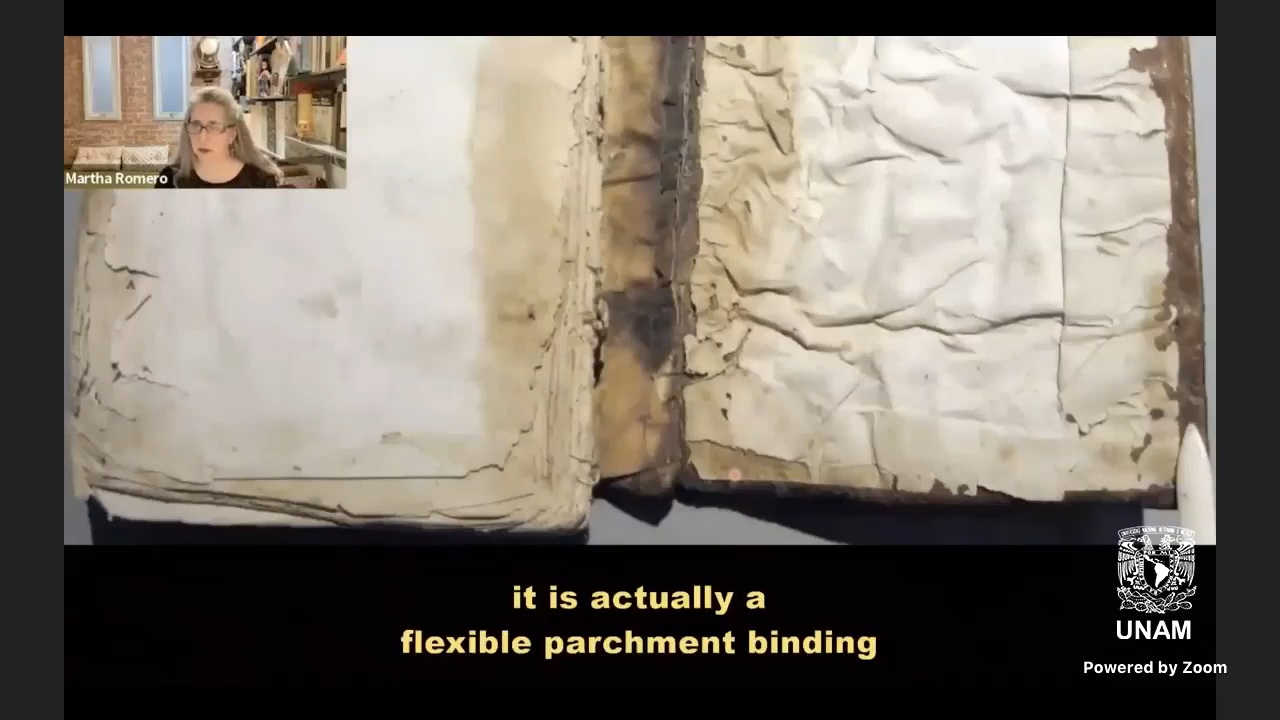 Martha Romero
A
it is actually a
flexible parchment binding
UNAM
Powered by Zoom